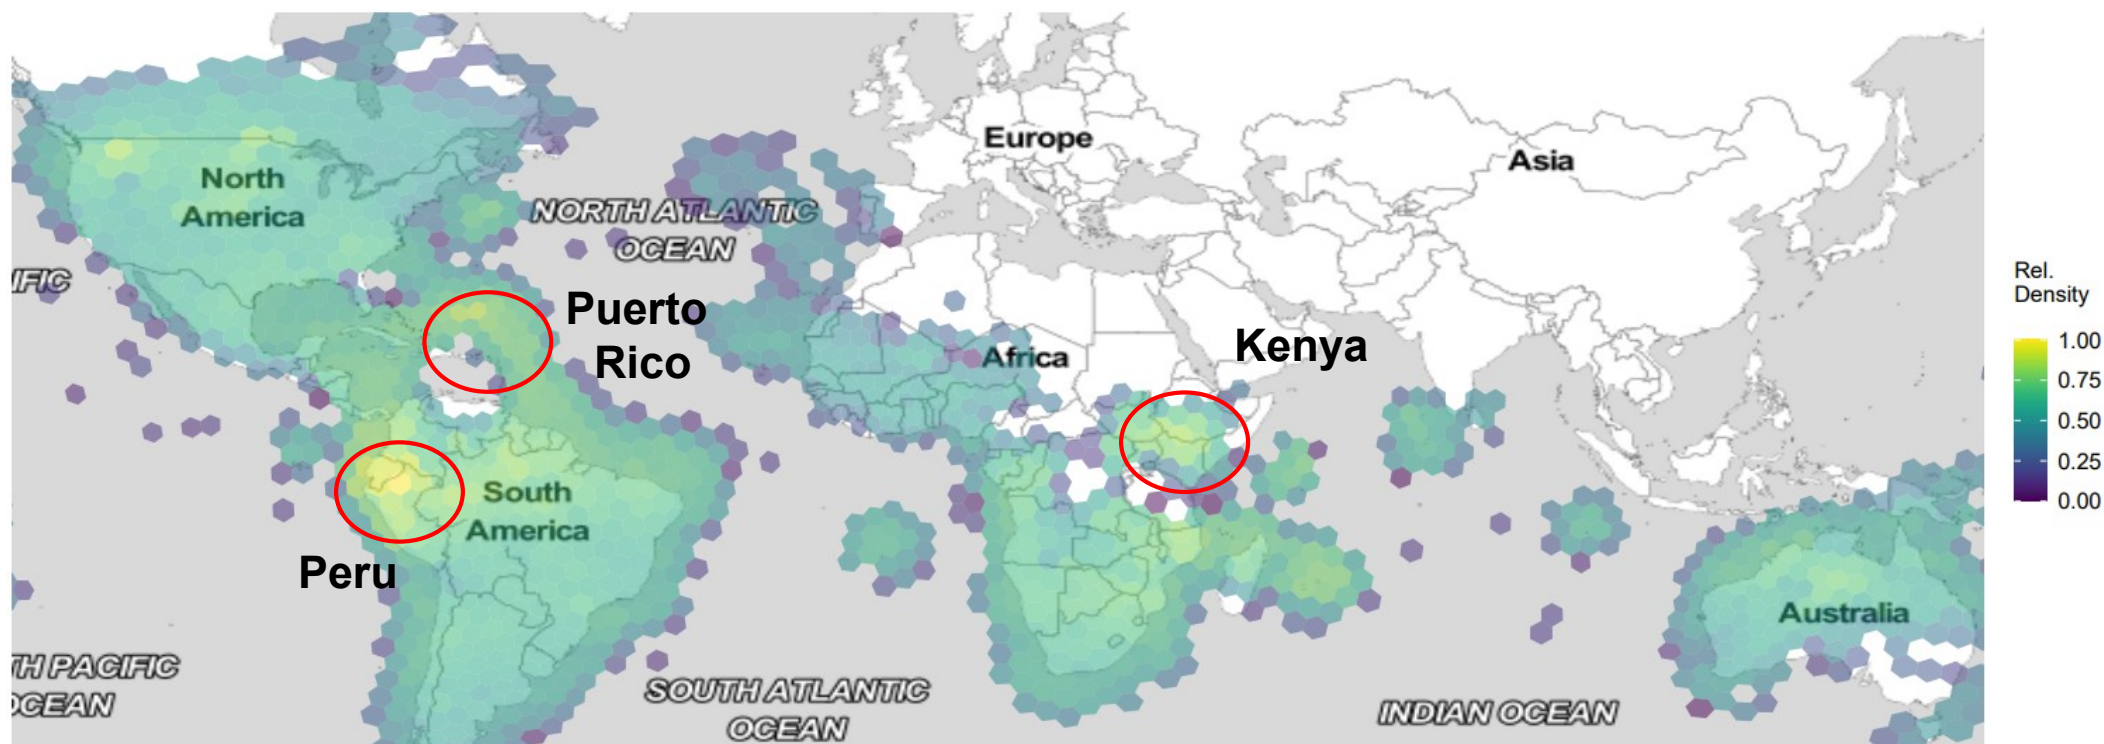 Europe
Asia
North
America
NORTH ATLANTIC
OCEAN
IFIC
Puerto
Rico
Kenya
Africa
Rel.
Density
1.00
0.75
0.50
0.25
0.00
South
America
Peru
Australia
TH PACIFIC
OCEAN
SOUTH ATLANTIC
OCEAN
INDIAN OCEAN